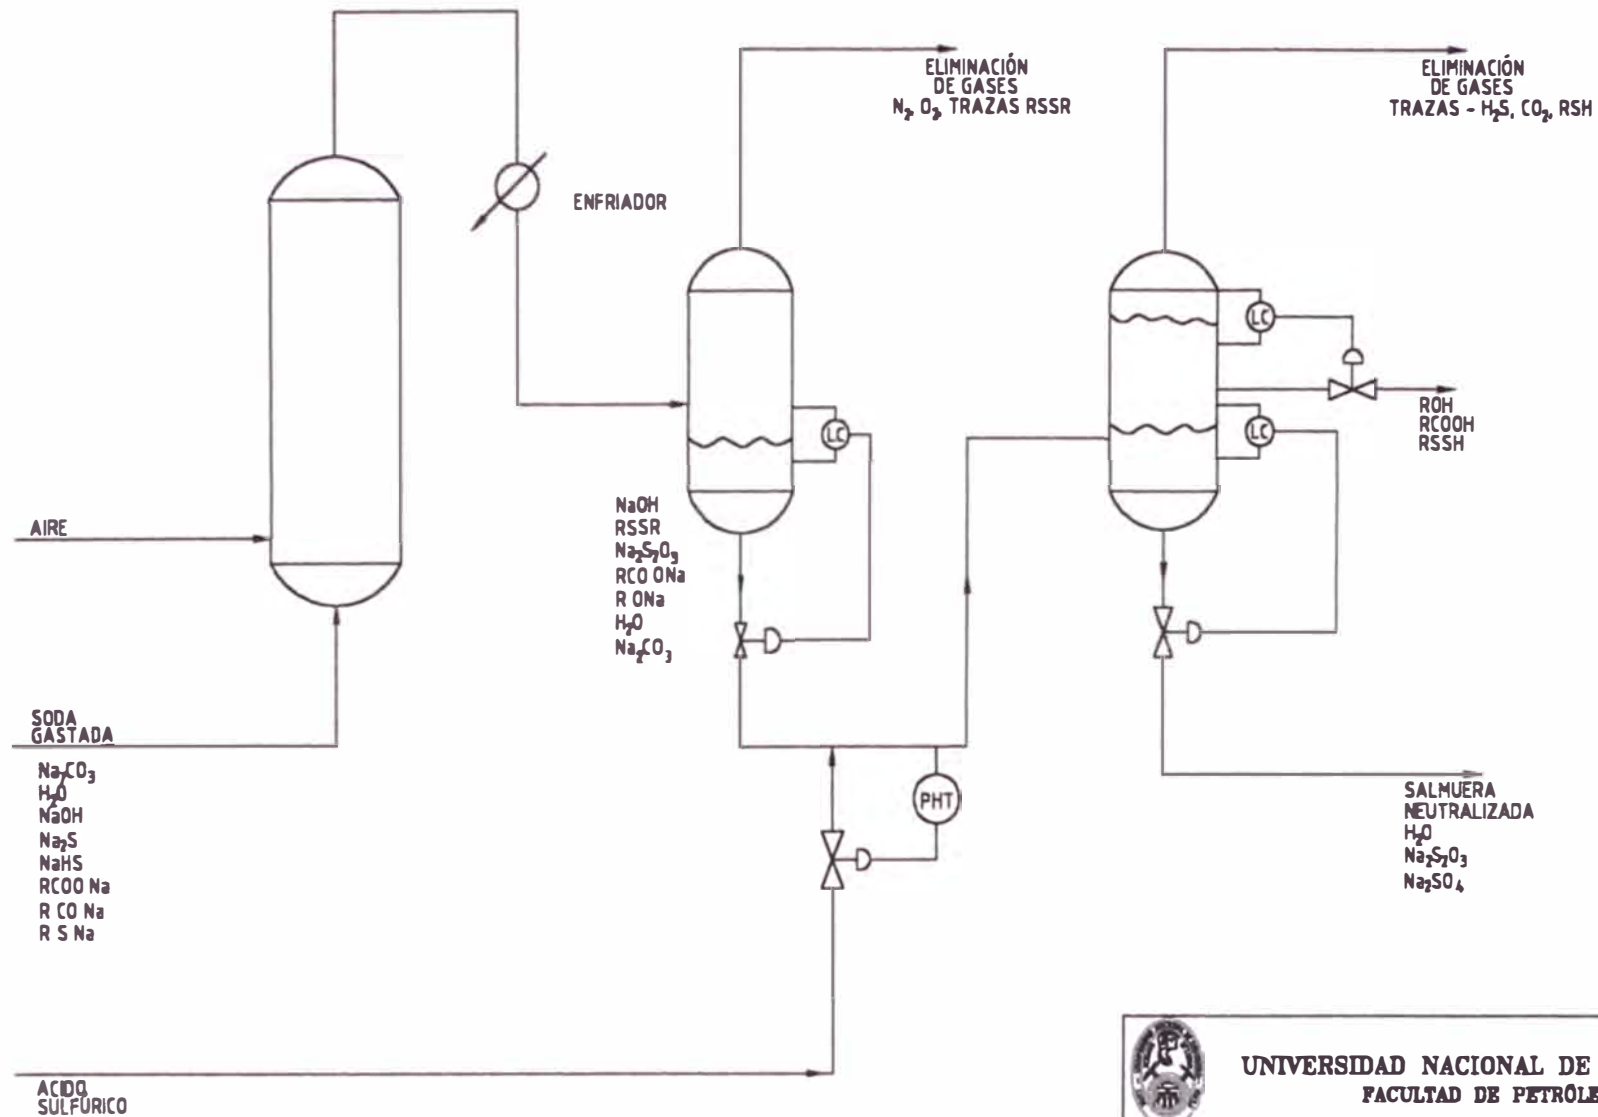 ELIMINACIÓN
DE GASES
N₂, O₂, TRAZAS RSSR
ELIMINACIÓN
DE GASES
TRAZAS - H₂S, CO₂, RSH
ENFRIADOR
LC
LC
LC
ROH
RCOOH
RSSH
AIRE
NaOH
RSSR
Na₂S₂O₃
RCO ONa
R ONa
H₂O
Na₂CO₃
SODA
GASTADA
Na₂CO₃
H₂O
NaOH
Na₂S
NaHS
RCOO Na
R CO Na
R S Na
PHT
SALMUERA
NEUTRALIZADA
H₂O
Na₂S₂O₃
Na₂SO₄
ACIDO
SULFÚRICO
UNIVERSIDAD NACIONAL DE
FACULTAD DE PETRÓLE